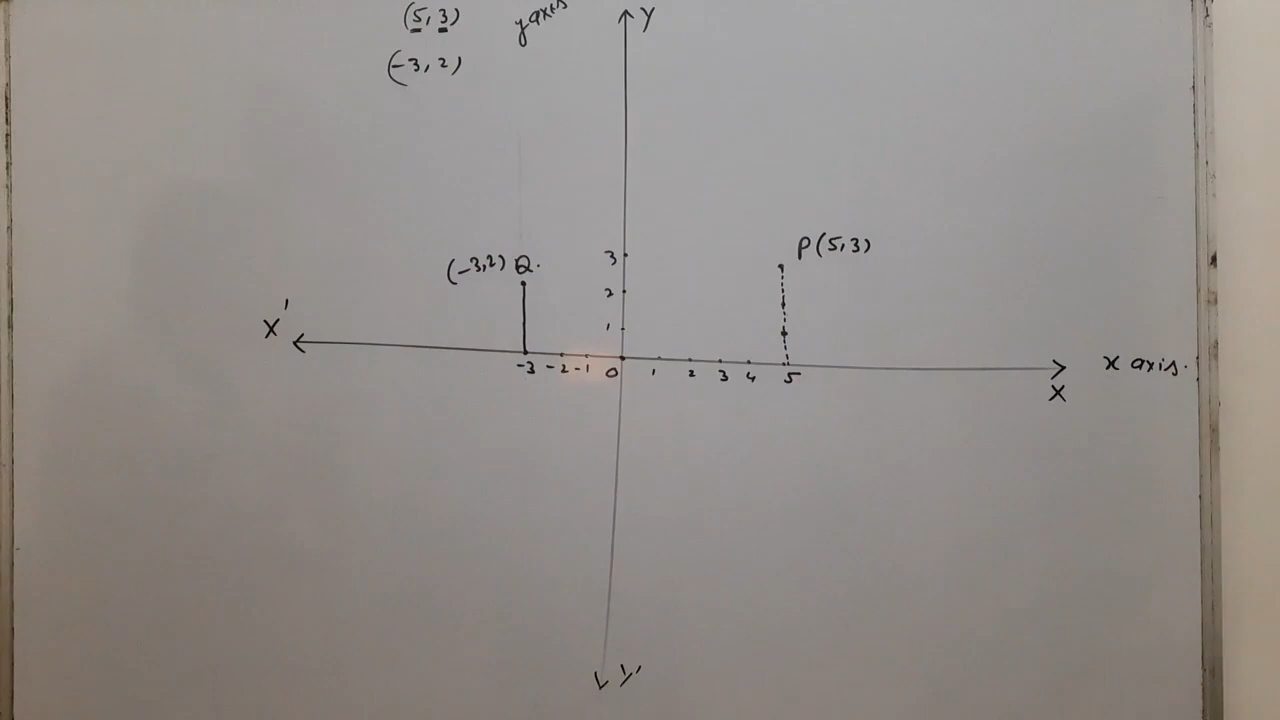 (5, 3)
y axis
Y
(-3, 2)
P(5,3)
(-3,2) Q.
3
2
1
X'
-3 -2 -1 0 1 2 3 4 5
x axis.
X
Y'